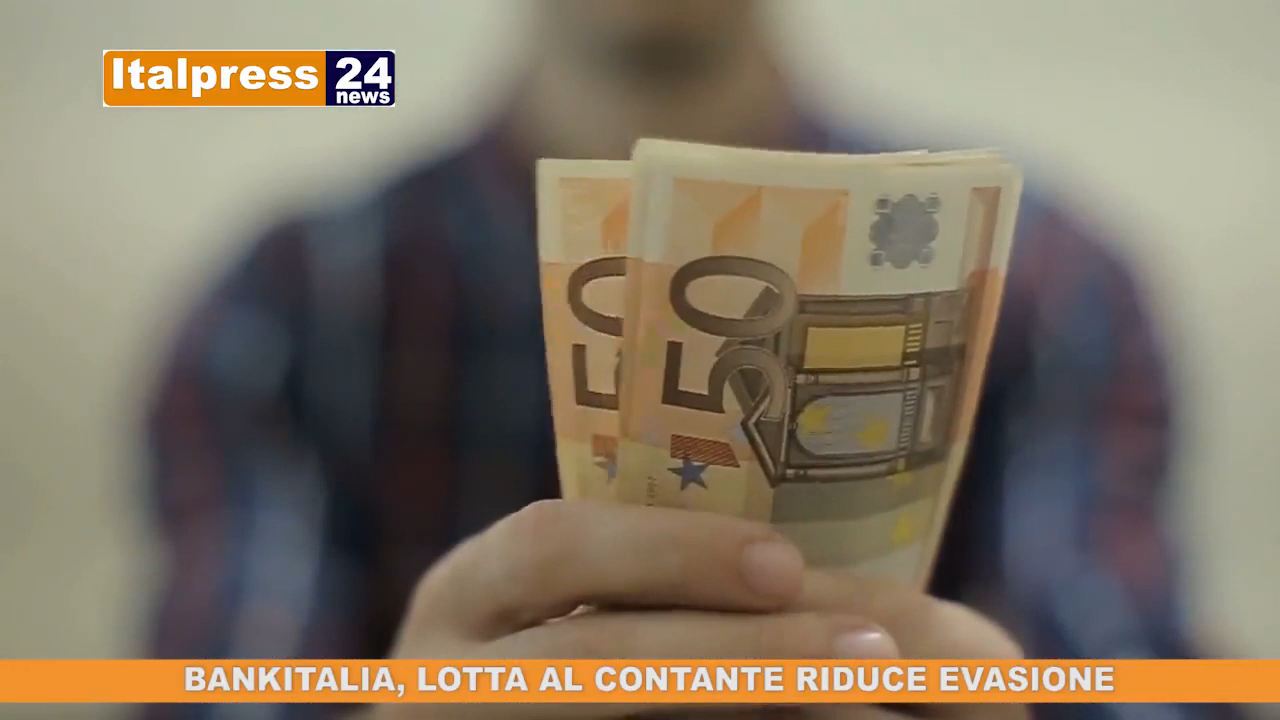 Italpress 24
news
50 50
BANKITALIA, LOTTA AL CONTANTE RIDUCE EVASIONE